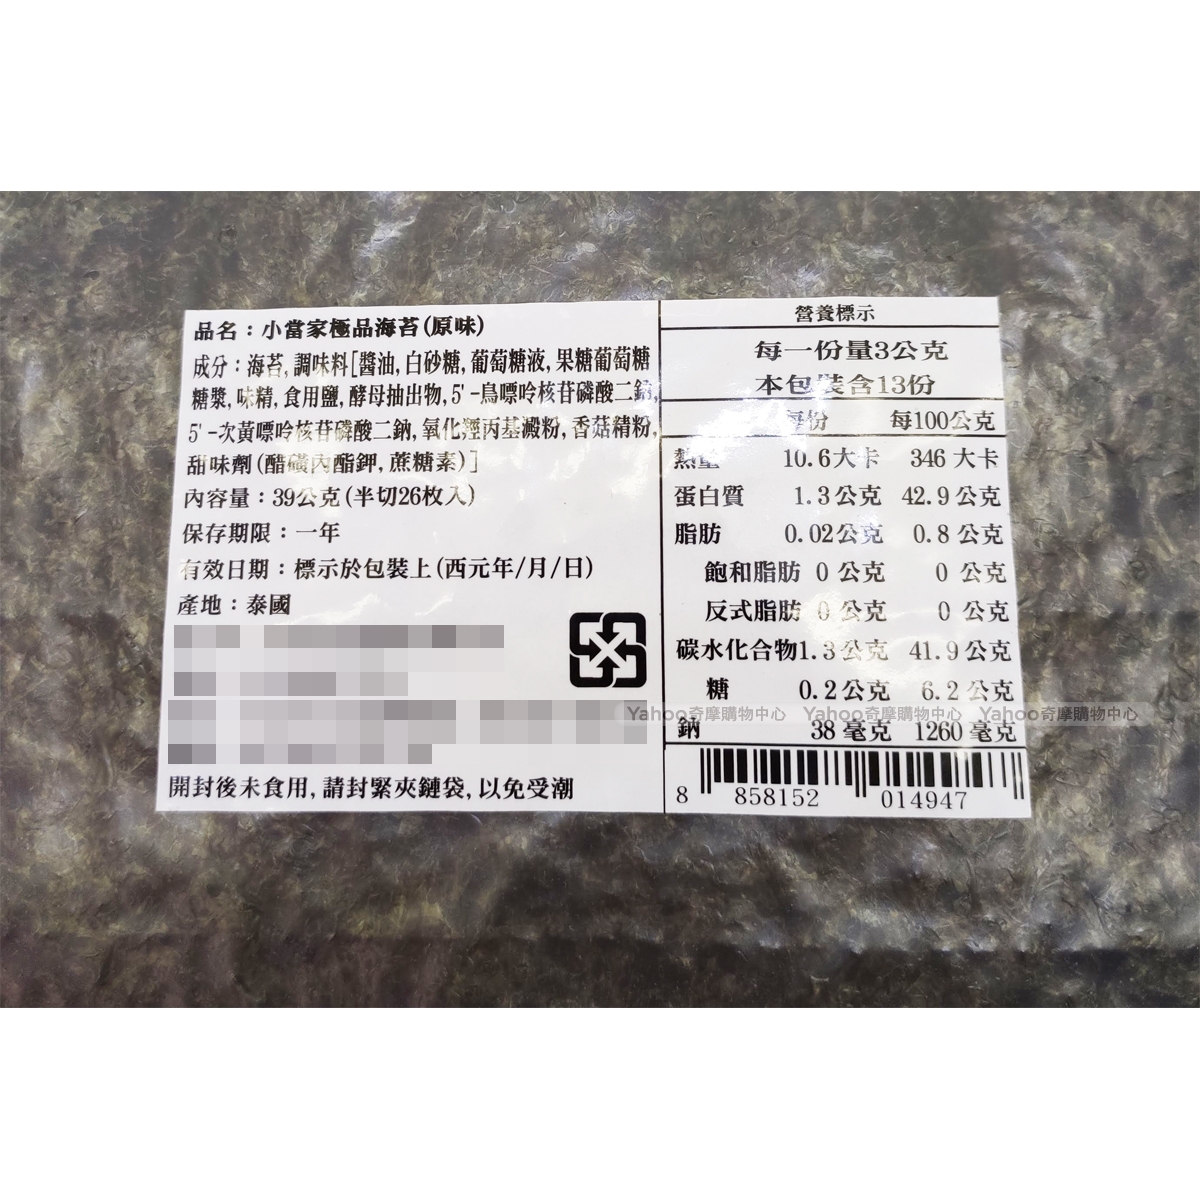 品名：小當家極品海苔(原味)
成分：海苔, 調味料[醬油, 白砂糖, 葡萄糖液, 果糖葡萄糖
糖漿, 味精, 食用鹽, 酵母抽出物, 5'-鳥嘌呤核苷磷酸二鈉,
5'-次黃嘌呤核苷磷酸二鈉, 氧化羥丙基澱粉, 香菇精粉,
甜味劑(醋磺內酯鉀, 蔗糖素)]
內容量：39公克(半切26枚入)
保存期限：一年
有效日期：標示於包裝上(西元年/月/日)
產地：泰國
開封後未食用, 請封緊夾鏈袋, 以免受潮
營養標示
每一份量3公克
本包裝含13份
每份 每100公克
熱量 10.6大卡 346 大卡
蛋白質 1.3公克 42.9公克
脂肪 0.02公克 0.8 公克
飽和脂肪 0 公克 0 公克
反式脂肪 0 公克 0 公克
碳水化合物1.3公克 41.9公克
糖 0.2公克 6.2公克
Yahoo奇摩購物中心 Yahoo奇摩購物中心 Yahoo奇摩購物中心
鈉 38 毫克 1260 毫克
8 858152 014947